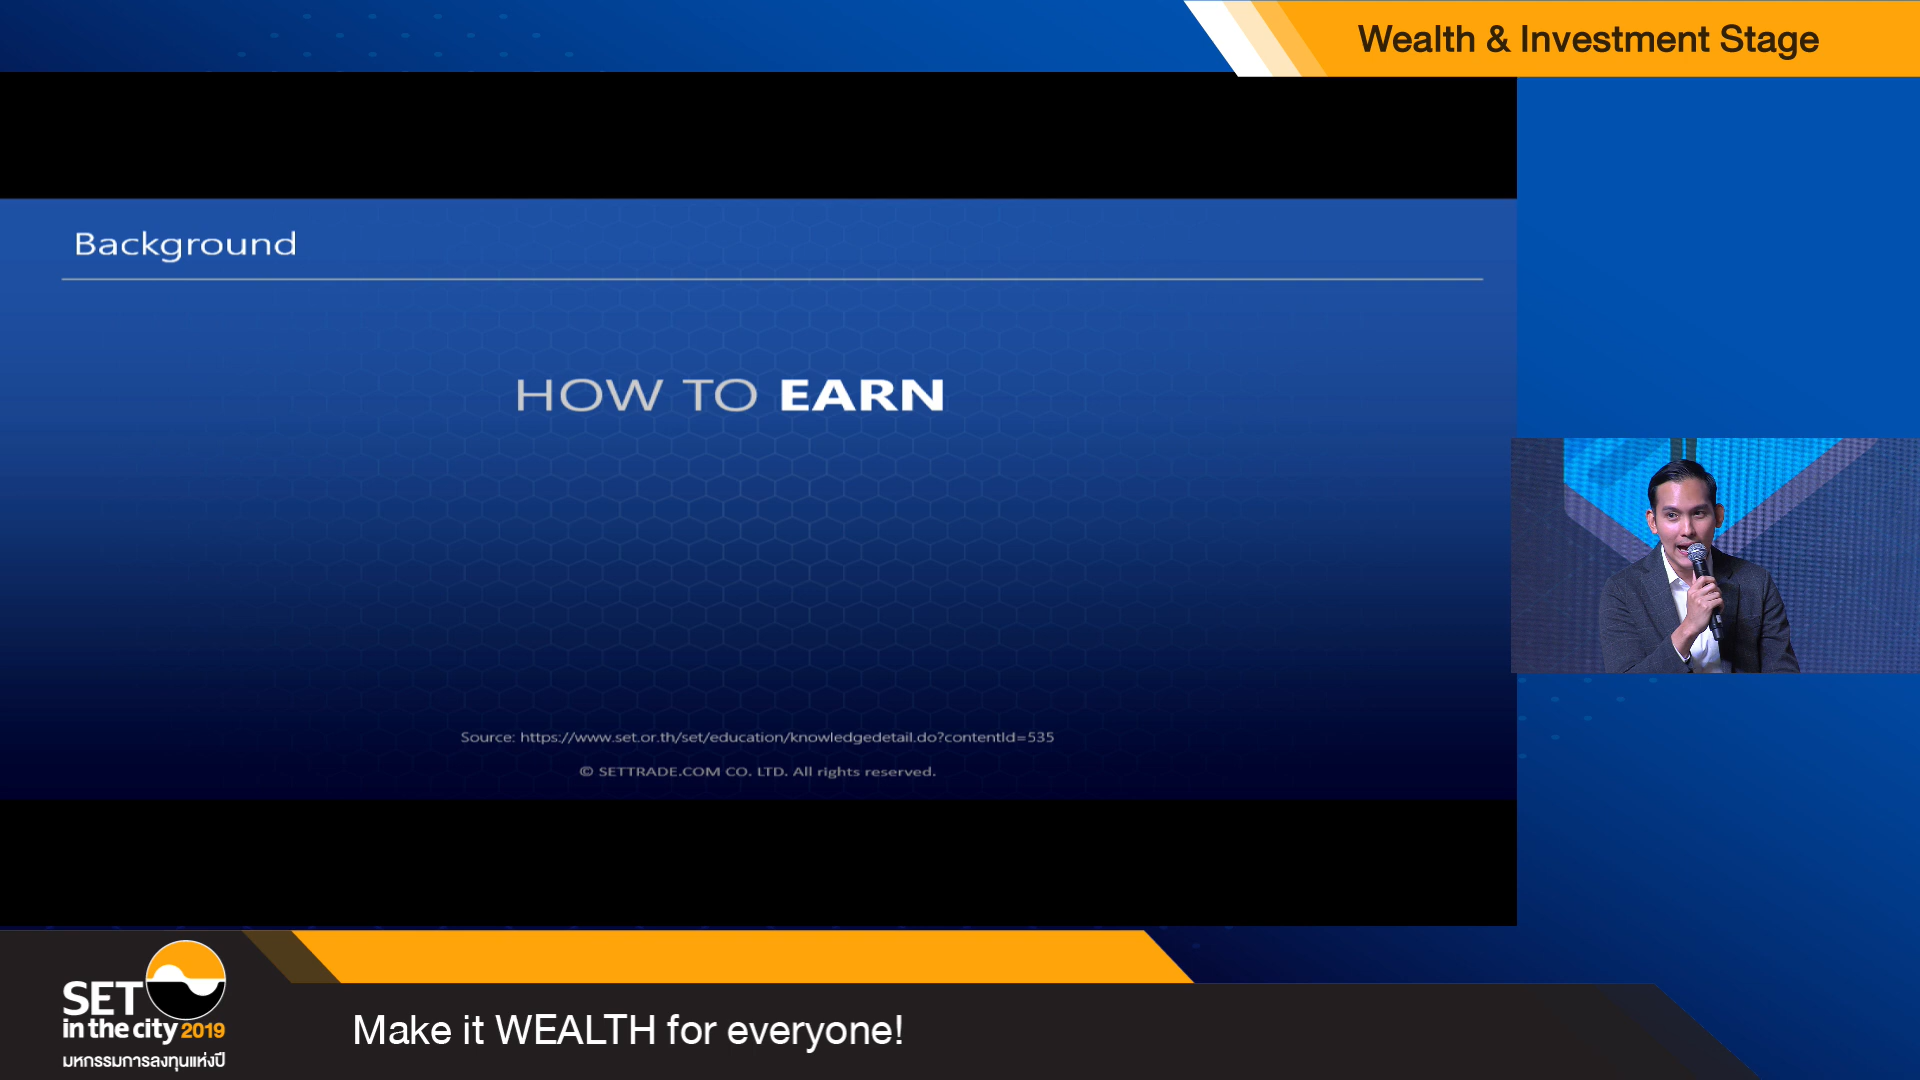 Wealth & Investment Stage
Background
HOW TO EARN
Source: https://www.set.or.th/set/education/knowledgedetail.do?contentId=535
© SETTRADE.COM CO. LTD. All rights reserved.
SET
in the city 2019
มหกรรมการลงทุนแห่งปี
Make it WEALTH for everyone!